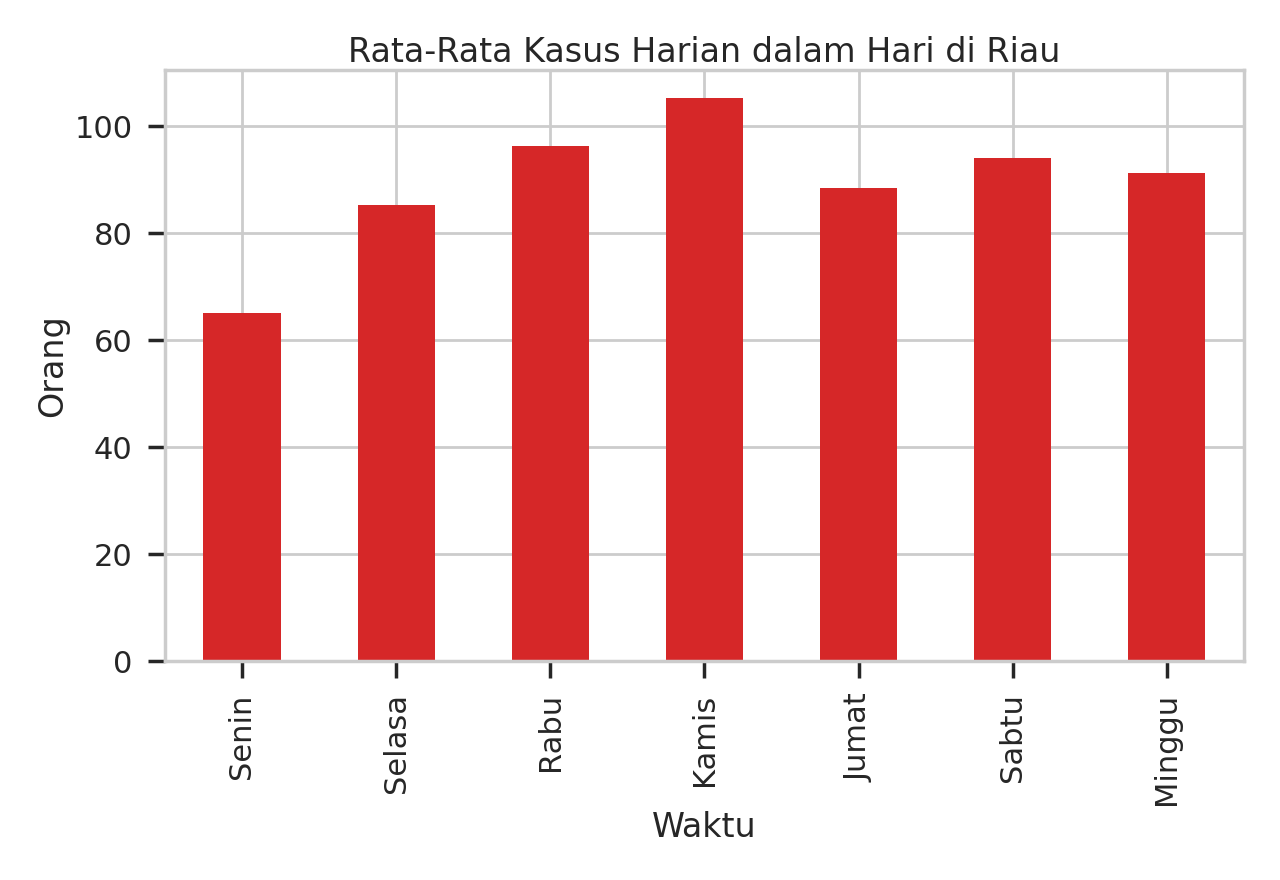 Rata-Rata Kasus Harian dalam Hari di Riau
Orang
100
80
60
40
20
0
Senin
Selasa
Rabu
Kamis
Jumat
Sabtu
Minggu
Waktu